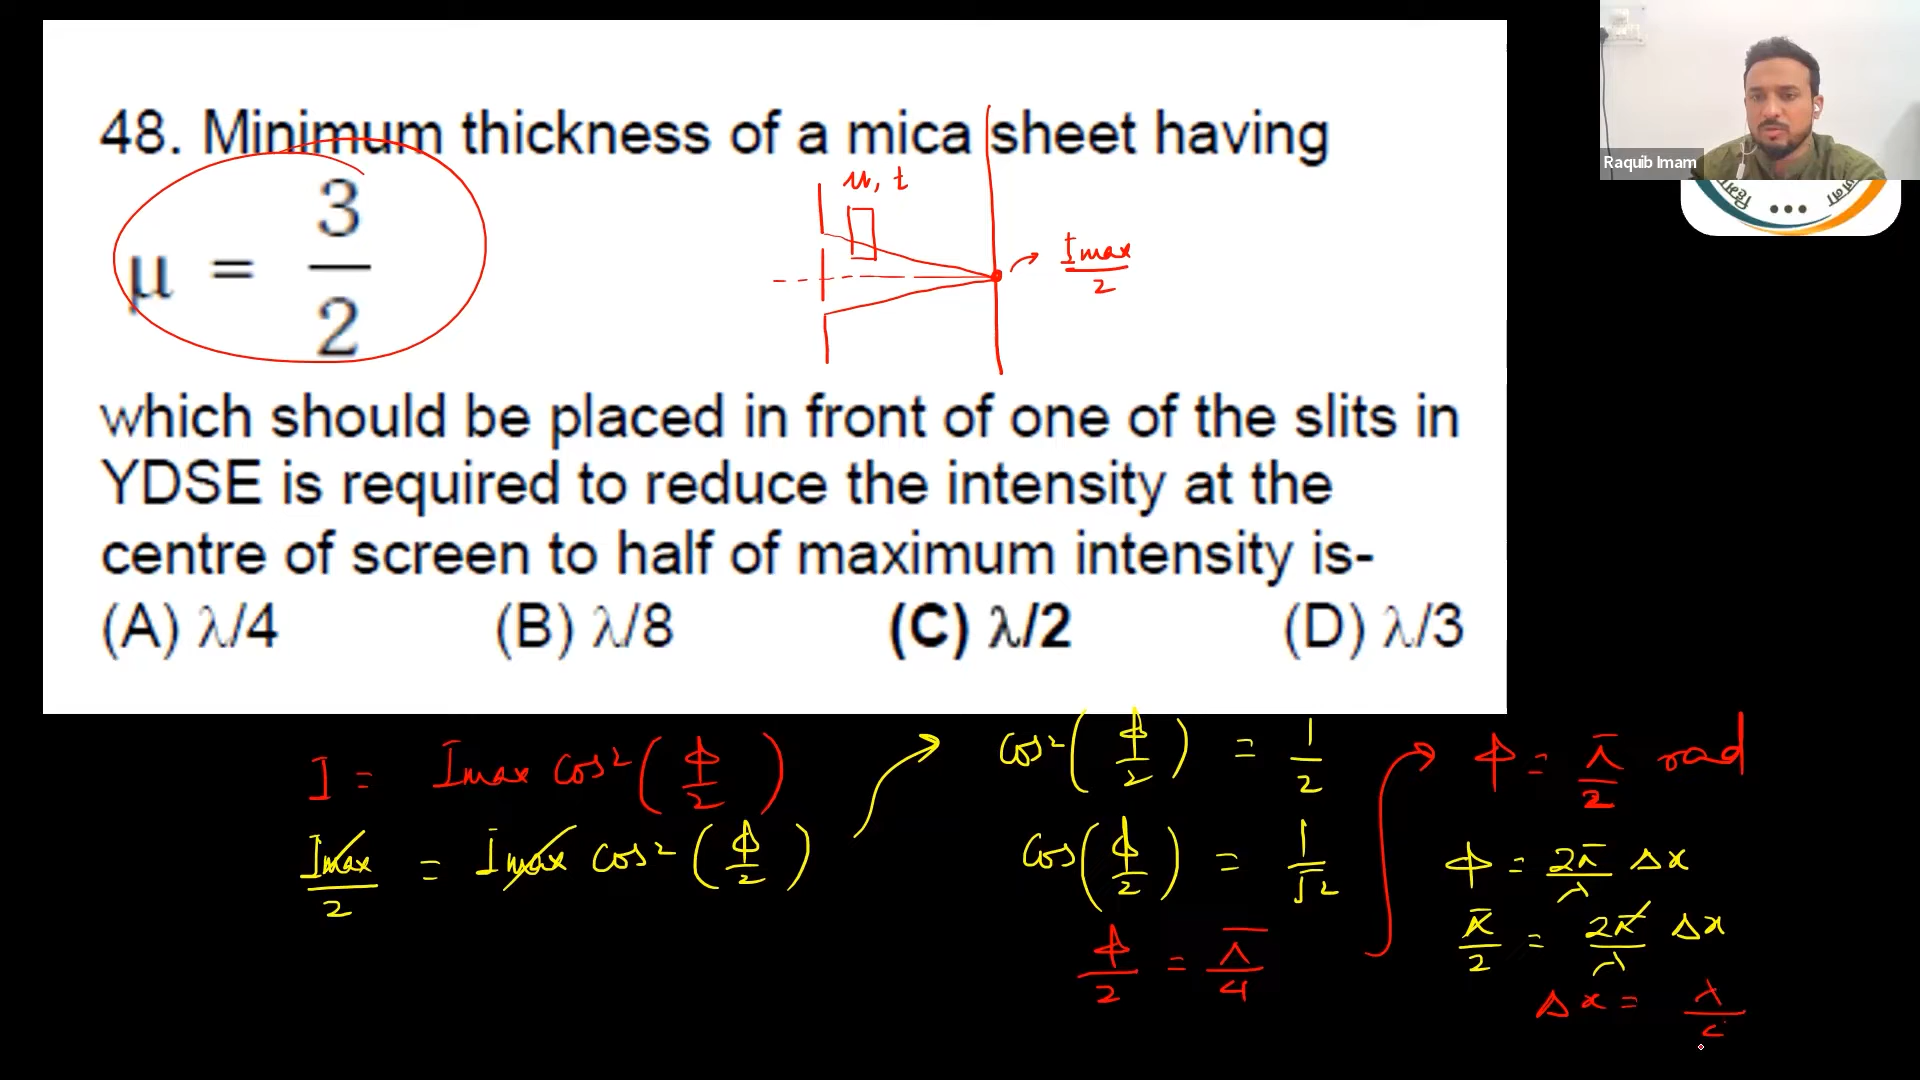 48. Minimum thickness of a mica sheet having
μ = 3/2
μ, t
Imax/2
which should be placed in front of one of the slits in
YDSE is required to reduce the intensity at the
centre of screen to half of maximum intensity is-
(A) λ/4 (B) λ/8 (C) λ/2 (D) λ/3
Raquib Imam
I = Imax cos²(ϕ/2)
Imax/2 = Imax cos²(ϕ/2)
cos²(ϕ/2) = 1/2
cos(ϕ/2) = 1/√2
ϕ/2 = π/4
ϕ = π/2 rad
ϕ = 2π/λ Δx
π/2 = 2π/λ Δx
Δx = λ/